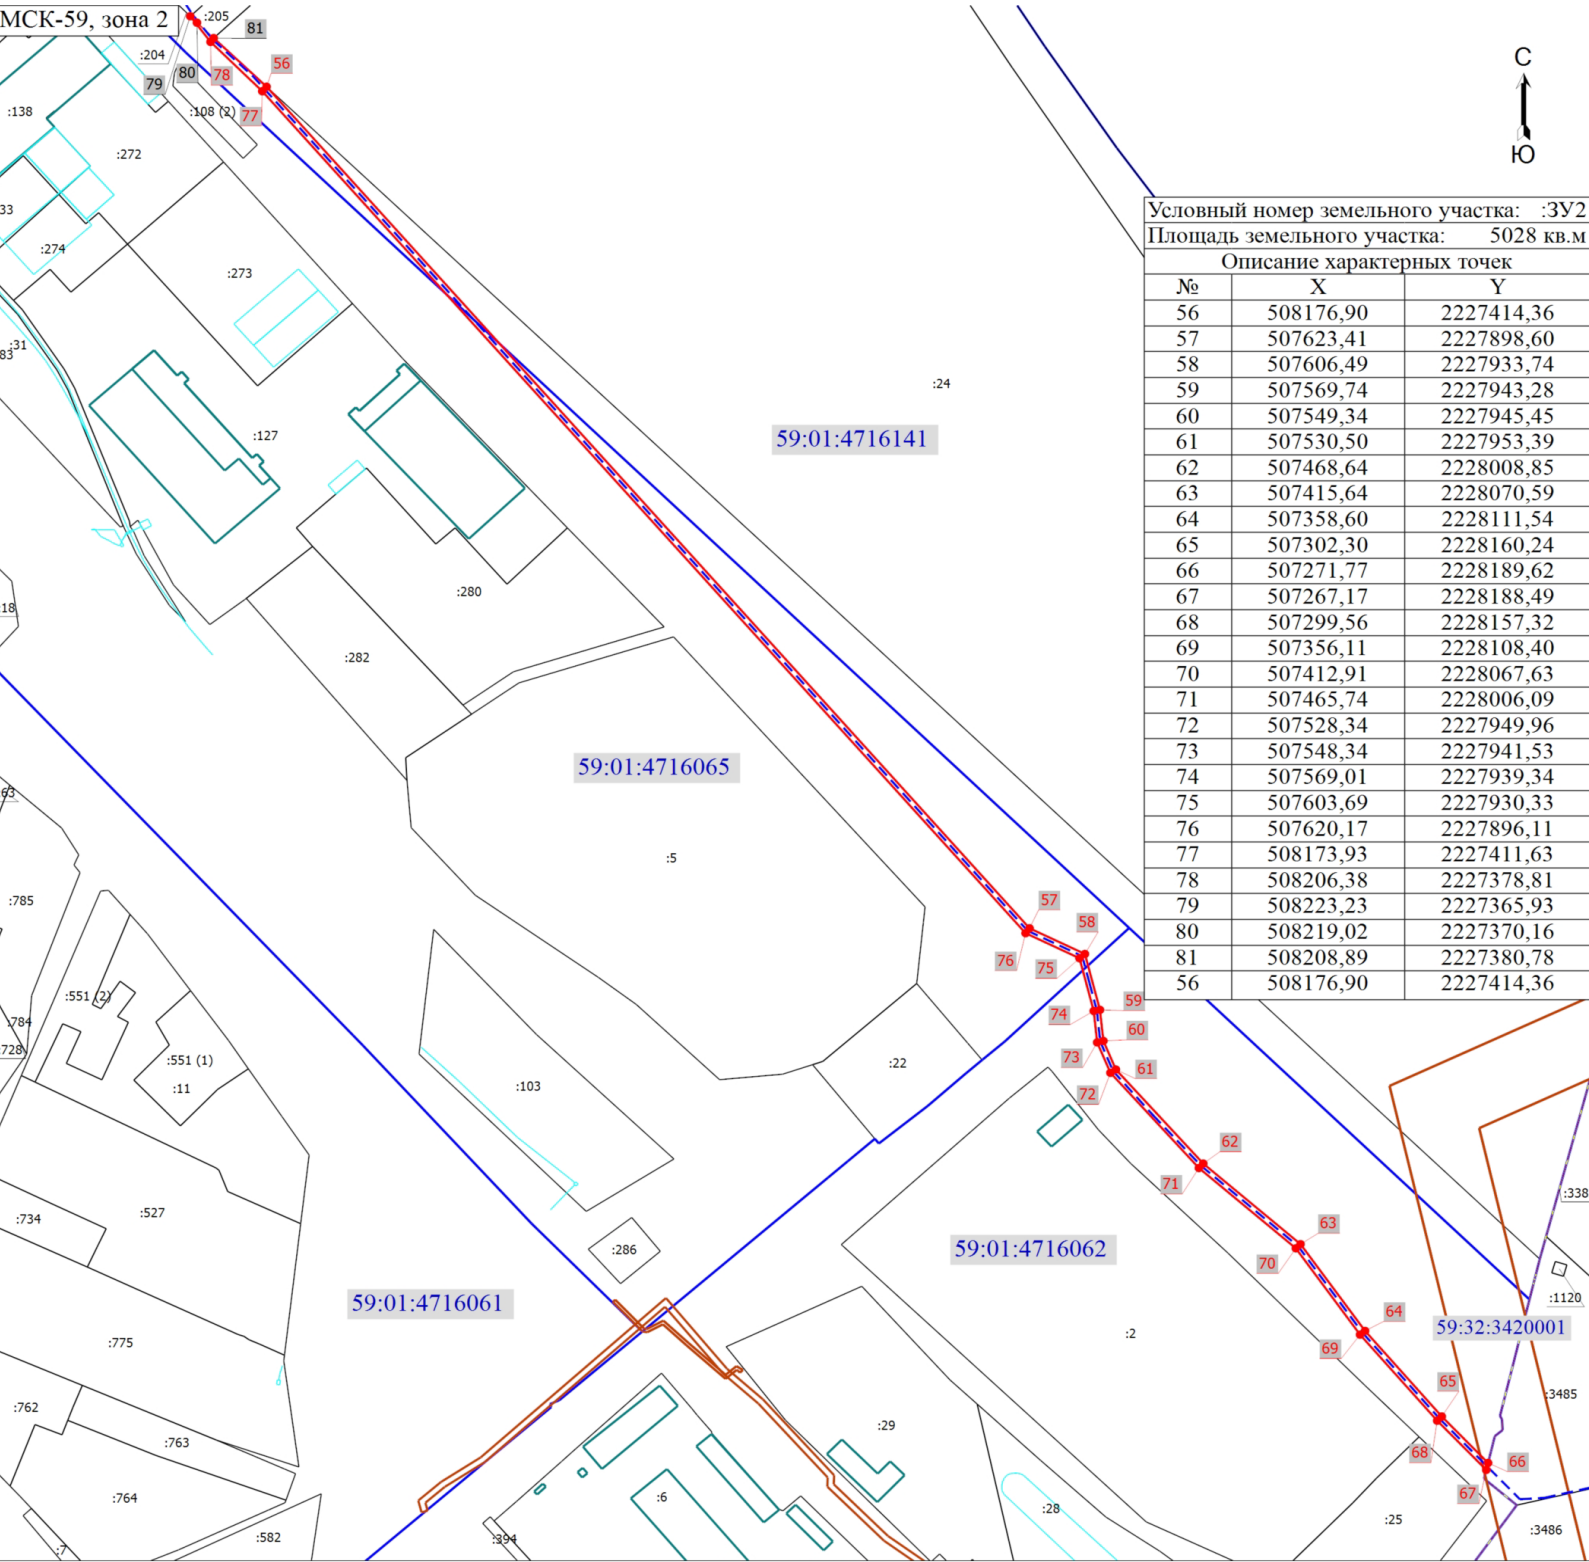 МСК-59, зона 2
:205
81
:204
80
79
78
56
77
:108 (2)
:138
:272
33
:274
:273
:31
83
:127
:24
59:01:4716141
:280
:18
:282
59:01:4716065
:63
:5
:785
:551 (2)
:784
:728
:551 (1)
:11
:103
:22
57
58
76
75
59
74
60
73
61
72
62
71
:734
:527
:286
63
70
59:01:4716062
59:01:4716061
:775
:2
64
69
65
68
66
67
:762
:763
:764
:582
:7
:394
:6
:29
:28
:25
:338
:1120
59:32:3420001
:3485
:3486
С
Ю
Условный номер земельного участка: :ЗУ2
Площадь земельного участка: 5028 кв.м
Описание характерных точек
№ X Y
56 508176,90 2227414,36
57 507623,41 2227898,60
58 507606,49 2227933,74
59 507569,74 2227943,28
60 507549,34 2227945,45
61 507530,50 2227953,39
62 507468,64 2228008,85
63 507415,64 2228070,59
64 507358,60 2228111,54
65 507302,30 2228160,24
66 507271,77 2228189,62
67 507267,17 2228188,49
68 507299,56 2228157,32
69 507356,11 2228108,40
70 507412,91 2228067,63
71 507465,74 2228006,09
72 507528,34 2227949,96
73 507548,34 2227941,53
74 507569,01 2227939,34
75 507603,69 2227930,33
76 507620,17 2227896,11
77 508173,93 2227411,63
78 508206,38 2227378,81
79 508223,23 2227365,93
80 508219,02 2227370,16
81 508208,89 2227380,78
56 508176,90 2227414,36